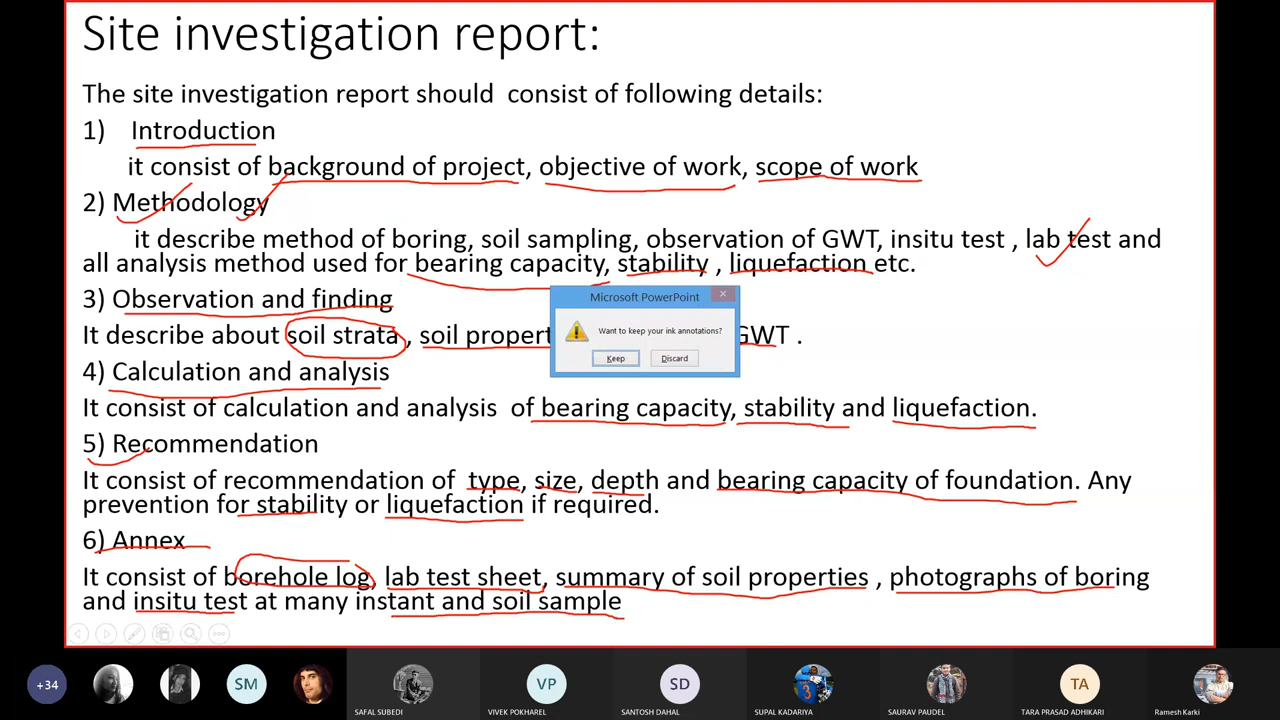 Site investigation report:
The site investigation report should consist of following details:
1) Introduction
it consist of background of project, objective of work, scope of work
2) Methodology
it describe method of boring, soil sampling, observation of GWT, insitu test , lab test and
all analysis method used for bearing capacity, stability , liquefaction etc.
3) Observation and finding
It describe about soil strata , soil propert GWT .
Microsoft PowerPoint
Want to keep your ink annotations?
Keep Discard
4) Calculation and analysis
It consist of calculation and analysis of bearing capacity, stability and liquefaction.
5) Recommendation
It consist of recommendation of type, size, depth and bearing capacity of foundation. Any
prevention for stability or liquefaction if required.
6) Annex
It consist of borehole log, lab test sheet, summary of soil properties , photographs of boring
and insitu test at many instant and soil sample
+34 SM VP SD TA
SAFAL SUBEDI VIVEK POKHAREL SANTOSH DAHAL SUPAL KADARIYA SAURAV PAUDEL TARA PRASAD ADHIKARI Ramesh Karki